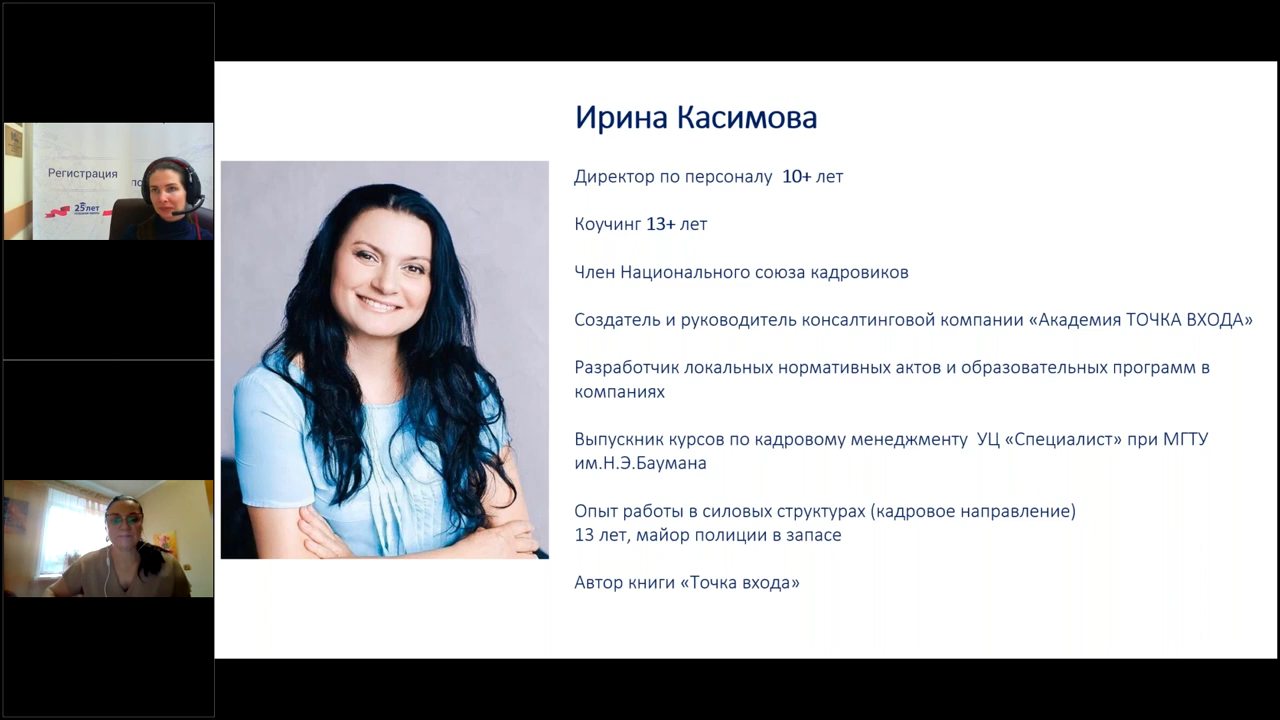 Регистрация
25 лет
Ирина Касимова
Директор по персоналу 10+ лет
Коучинг 13+ лет
Член Национального союза кадровиков
Создатель и руководитель консалтинговой компании «Академия ТОЧКА ВХОДА»
Разработчик локальных нормативных актов и образовательных программ в
компаниях
Выпускник курсов по кадровому менеджменту УЦ «Специалист» при МГТУ
им.Н.Э.Баумана
Опыт работы в силовых структурах (кадровое направление)
13 лет, майор полиции в запасе
Автор книги «Точка входа»